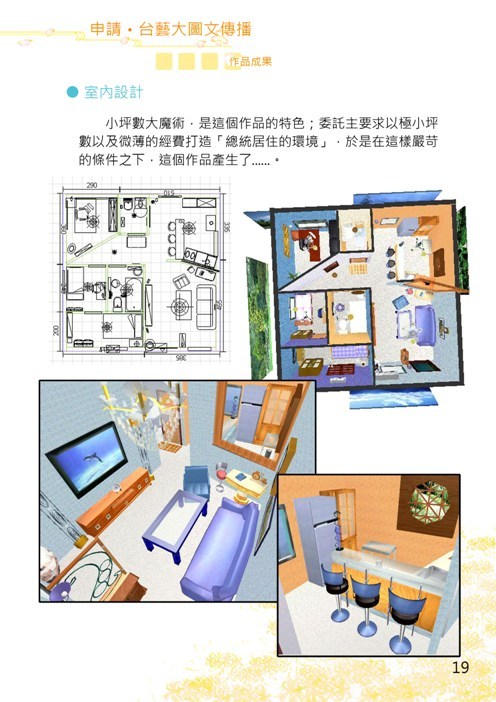 申請•台藝大圖文傳播
作品成果
● 室內設計
小坪數大魔術，是這個作品的特色；委託主要求以極小坪
數以及微薄的經費打造「總統居住的環境」，於是在這樣嚴苛
的條件之下，這個作品產生了......。
290
510
335
200
465
580
19